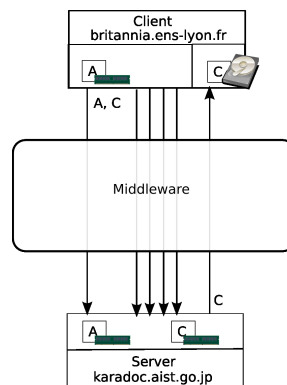 Client
britannia.ens-lyon.fr
A
C
A, C
Middleware
C
A
C
Server
karadoc.aist.go.jp